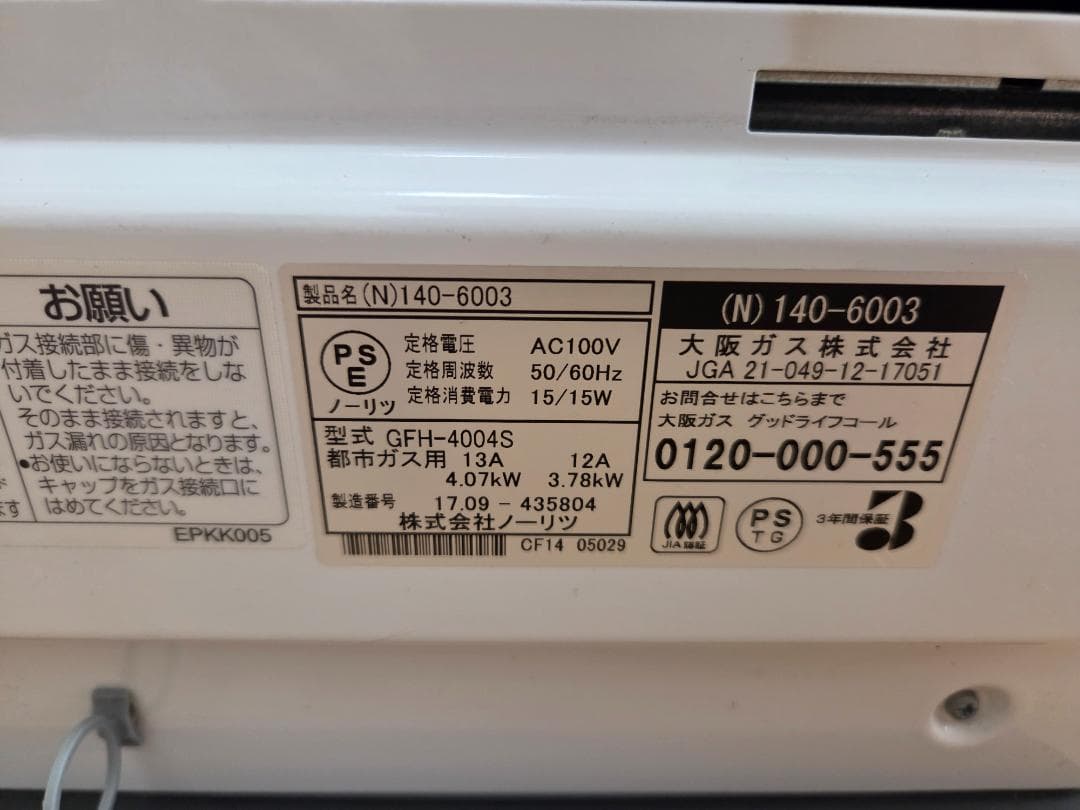 お願い
ガス接続部に傷・異物が
付着したまま接続をしな
いでください。
そのまま接続されますと、
ガス漏れの原因となります。
•お使いにならないときは、
キャップをガス接続口に
はめてください。
ます
EPKK005
製品名(N)140-6003
PS
E
ノーリツ
定格電圧 AC100V
定格周波数 50/60Hz
定格消費電力 15/15W
型式 GFH-4004S
都市ガス用 13A 12A
4.07kW 3.78kW
製造番号 17.09-435804
株式会社ノーリツ
CF14 05029
(N)140-6003
大阪ガス株式会社
JGA 21-049-12-17051
お問合せはこちらまで
大阪ガス グッドライフコール
0120-000-555
JIA認証
PS
TG
3年間保証
3